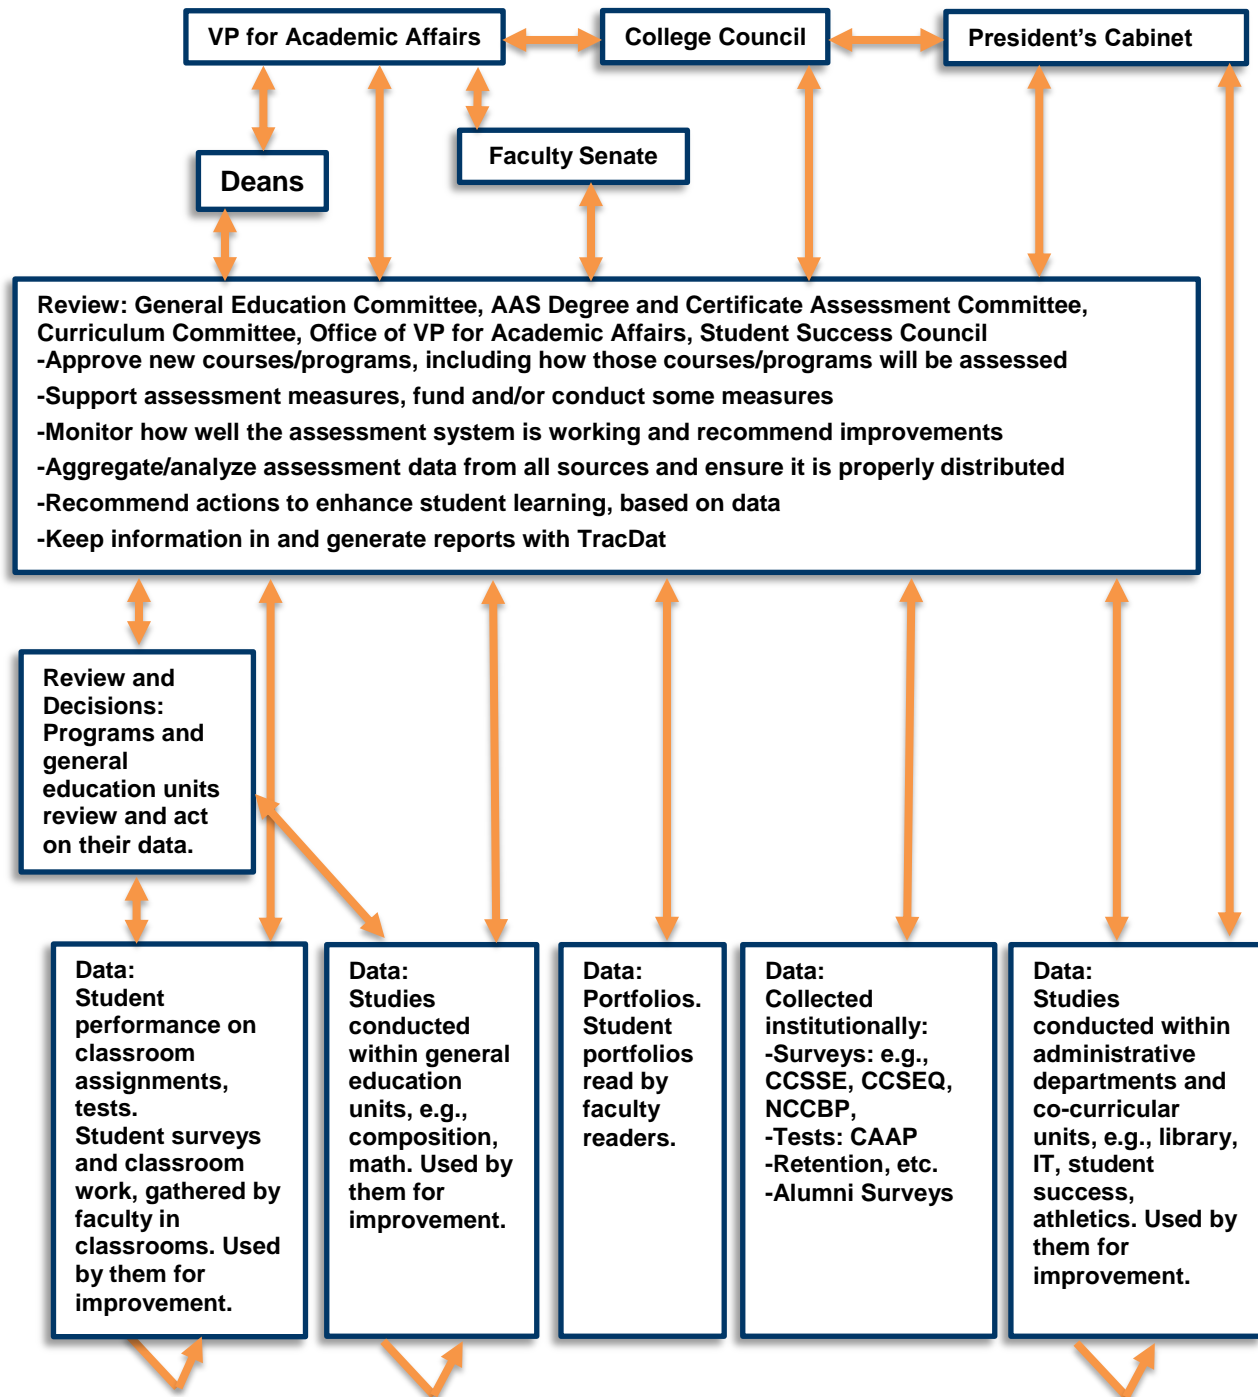 VP for Academic Affairs
College Council
President’s Cabinet
Deans
Faculty Senate
Review: General Education Committee, AAS Degree and Certificate Assessment Committee,
Curriculum Committee, Office of VP for Academic Affairs, Student Success Council
-Approve new courses/programs, including how those courses/programs will be assessed
-Support assessment measures, fund and/or conduct some measures
-Monitor how well the assessment system is working and recommend improvements
-Aggregate/analyze assessment data from all sources and ensure it is properly distributed
-Recommend actions to enhance student learning, based on data
-Keep information in and generate reports with TracDat
Review and
Decisions:
Programs and
general
education units
review and act
on their data.
Data:
Student
performance on
classroom
assignments,
tests.
Student surveys
and classroom
work, gathered by
faculty in
classrooms. Used
by them for
improvement.
Data:
Studies
conducted
within general
education
units, e.g.,
composition,
math. Used by
them for
improvement.
Data:
Portfolios.
Student
portfolios
read by
faculty
readers.
Data:
Collected
institutionally:
-Surveys: e.g.,
CCSSE, CCSEQ,
NCCBP,
-Tests: CAAP
-Retention, etc.
-Alumni Surveys
Data:
Studies
conducted within
administrative
departments and
co-curricular
units, e.g., library,
IT, student
success,
athletics. Used by
them for
improvement.